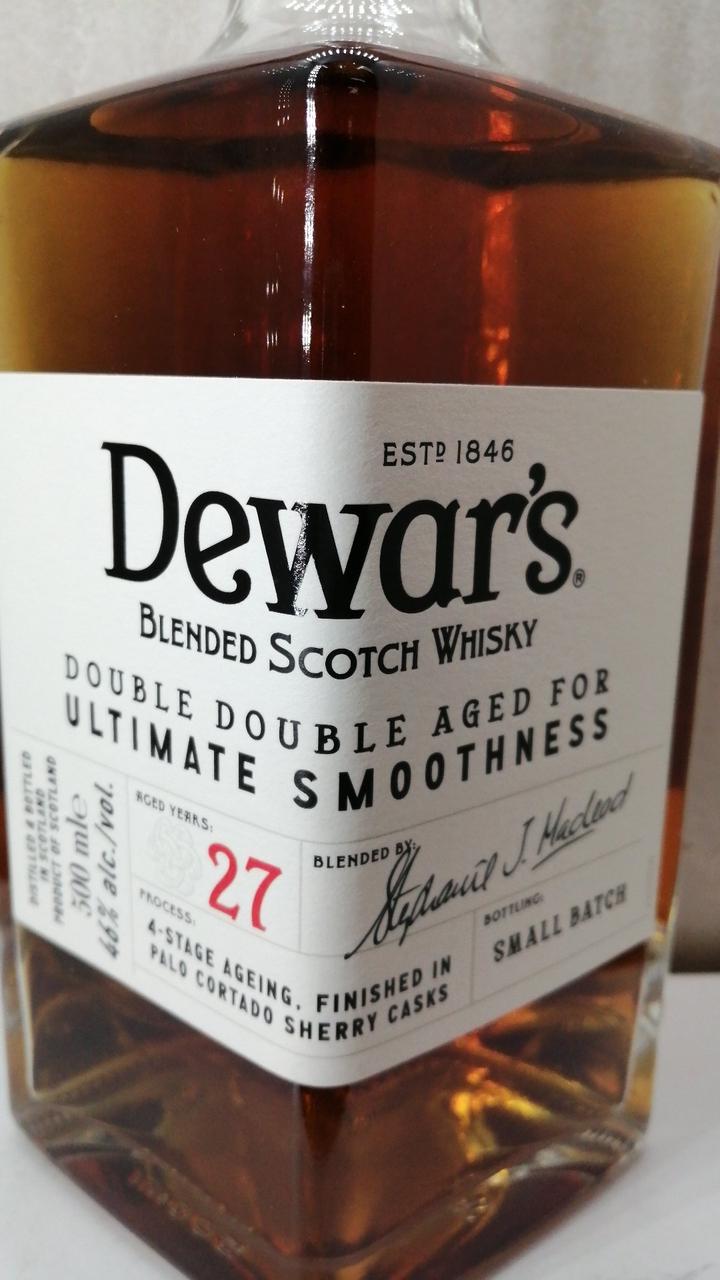 ESTD 1846
Dewar's®
BLENDED SCOTCH WHISKY
DOUBLE DOUBLE AGED FOR
ULTIMATE SMOOTHNESS
DISTILLED & BOTTLED
IN SCOTLAND
PRODUCT OF SCOTLAND
500 ml e
46% alc./vol.
AGED YEARS:
27
BLENDED BY:
Stephanie J. Macleod
PROCESS:
4-STAGE AGEING, FINISHED IN
PALO CORTADO SHERRY CASKS
BOTTLING:
SMALL BATCH